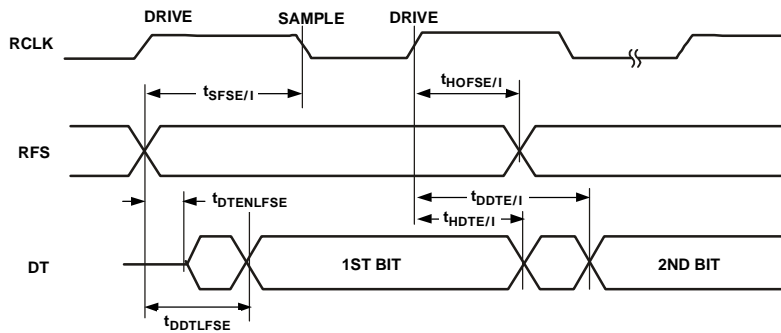 DRIVE SAMPLE DRIVE
RCLK
tSFSE/I tHOFSE/I
RFS
tDDTE/I
tDTENLFSE tHDTE/I
DT 1ST BIT 2ND BIT
tDDTLFSE